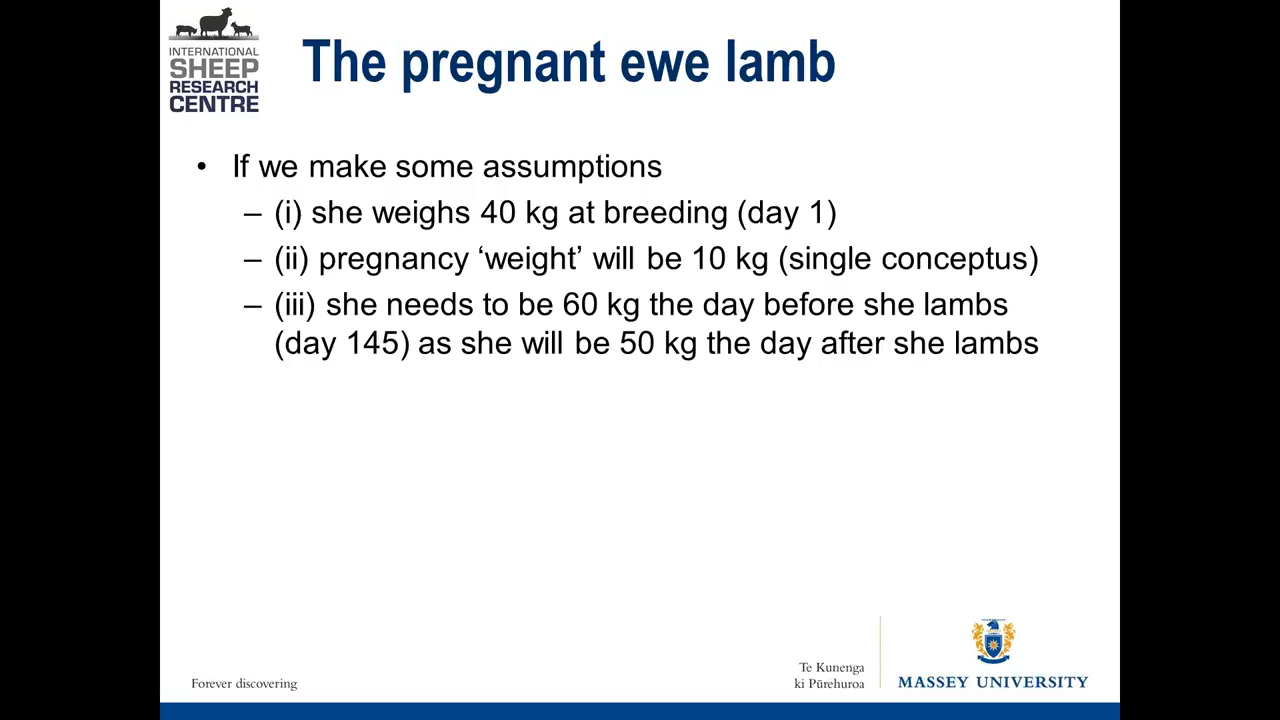 INTERNATIONAL
SHEEP
RESEARCH
CENTRE
The pregnant ewe lamb
• If we make some assumptions
– (i) she weighs 40 kg at breeding (day 1)
– (ii) pregnancy ‘weight’ will be 10 kg (single conceptus)
– (iii) she needs to be 60 kg the day before she lambs
(day 145) as she will be 50 kg the day after she lambs
Forever discovering
Te Kunenga
ki Pūrehuroa
MASSEY UNIVERSITY